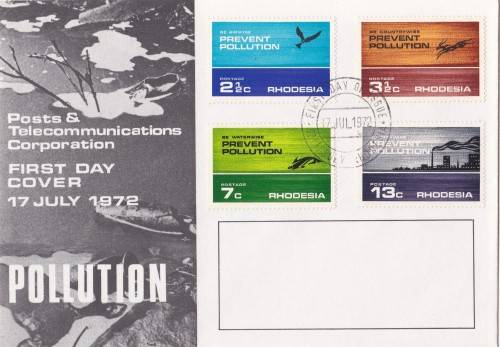 Posts &
Telecommunications
Corporation
FIRST DAY
COVER
17 JULY 1972
POLLUTION
BE AIRWISE
PREVENT
POLLUTION
POSTAGE
2½c
RHODESIA
BE COUNTRYWISE
PREVENT
POLLUTION
POSTAGE
3½c
RHODESIA
FIRST DAY OF ISSUE
17 JUL 1972
BE WATERWISE
PREVENT
POLLUTION
POSTAGE
7c
RHODESIA
PREVENT
POLLUTION
POSTAGE
13c
RHODESIA